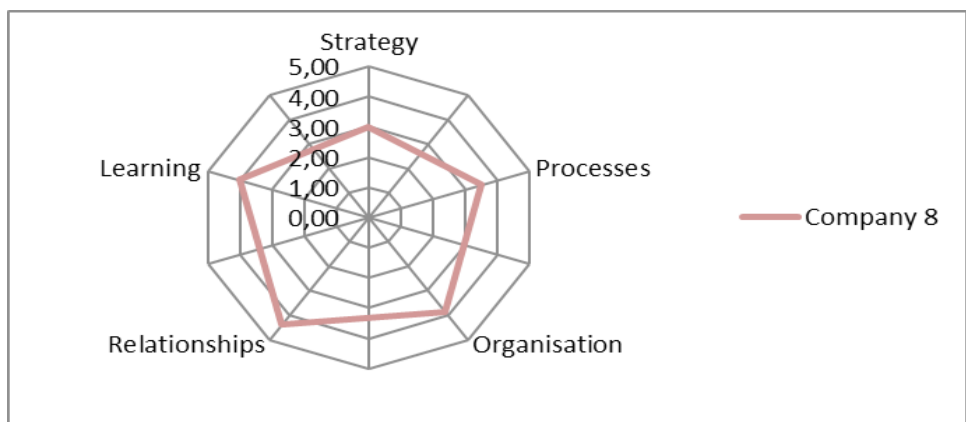 Strategy
5,00
4,00
3,00
2,00
1,00
0,00
Learning
Processes
Company 8
Relationships
Organisation